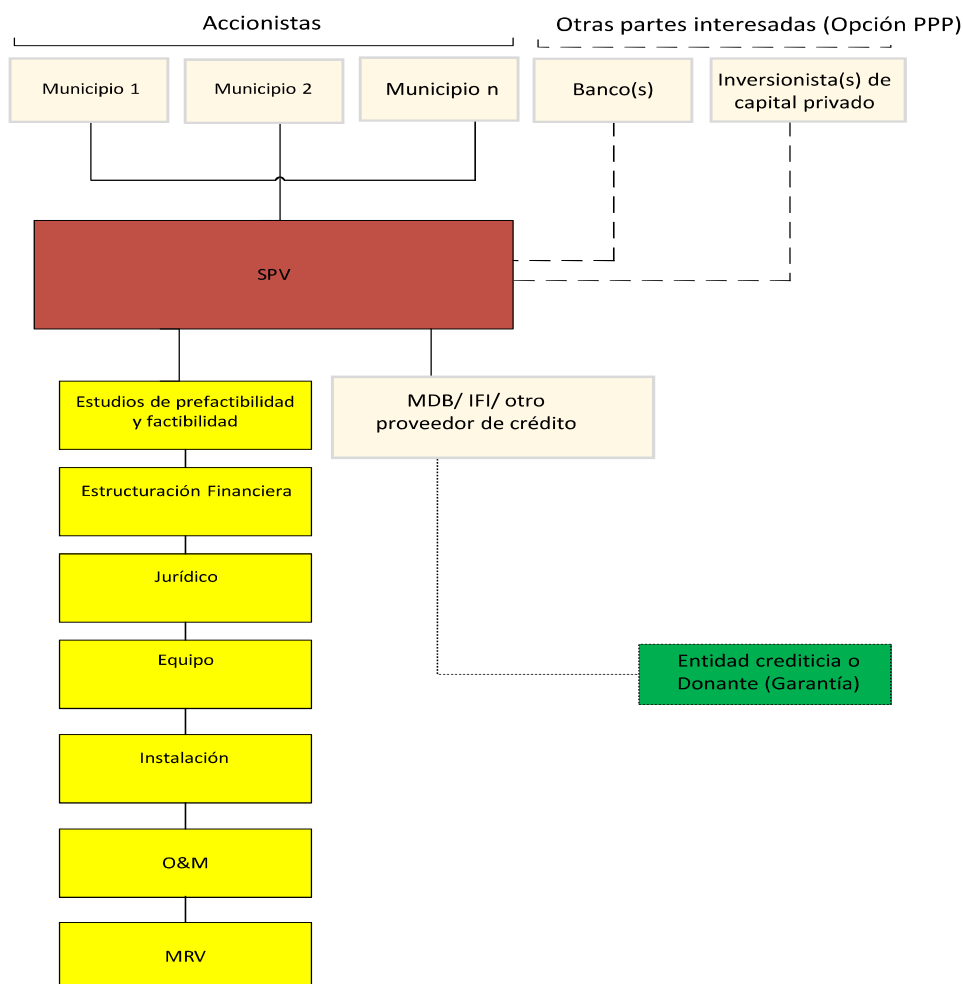 Accionistas
Otras partes interesadas (Opción PPP)
Municipio 1
Municipio 2
Municipio n
Banco(s)
Inversionista(s) de
capital privado
SPV
Estudios de prefactibilidad
y factibilidad
MDB/ IFI/ otro
proveedor de crédito
Estructuración Financiera
Jurídico
Equipo
Entidad crediticia o
Donante (Garantía)
Instalación
O&M
MRV